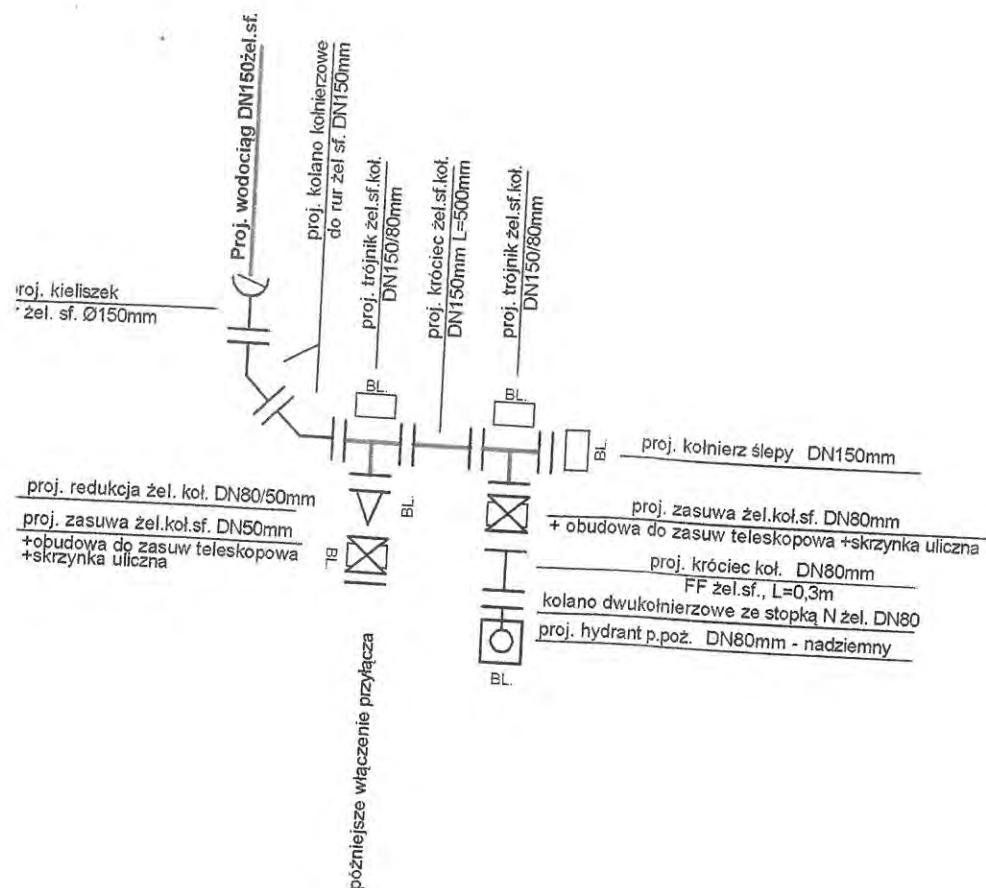 Proj. wodociąg DN150żel.sf.
proj. kolano kołnierzowe
do rur żel sf. DN150mm
proj. trójnik żel.sf.koł.
DN150/80mm
proj. króciec żel.sf.koł.
DN150mm L=500mm
proj. trójnik żel.sf.koł.
DN150/80mm
roj. kieliszek
żel. sf. Ø150mm
BL.
BL.
BL.
proj. kołnierz ślepy DN150mm
proj. redukcja żel. koł. DN80/50mm
BL.
proj. zasuwa żel.koł.sf. DN50mm
+obudowa do zasuw teleskopowa
+skrzynka uliczna
BL.
proj. zasuwa żel.koł.sf. DN80mm
+ obudowa do zasuw teleskopowa +skrzynka uliczna
proj. króciec koł. DN80mm
FF żel.sf., L=0,3m
kolano dwukołnierzowe ze stopką N żel. DN80
proj. hydrant p.poż. DN80mm - nadziemny
BL.
późniejsze włączenie przyłącza